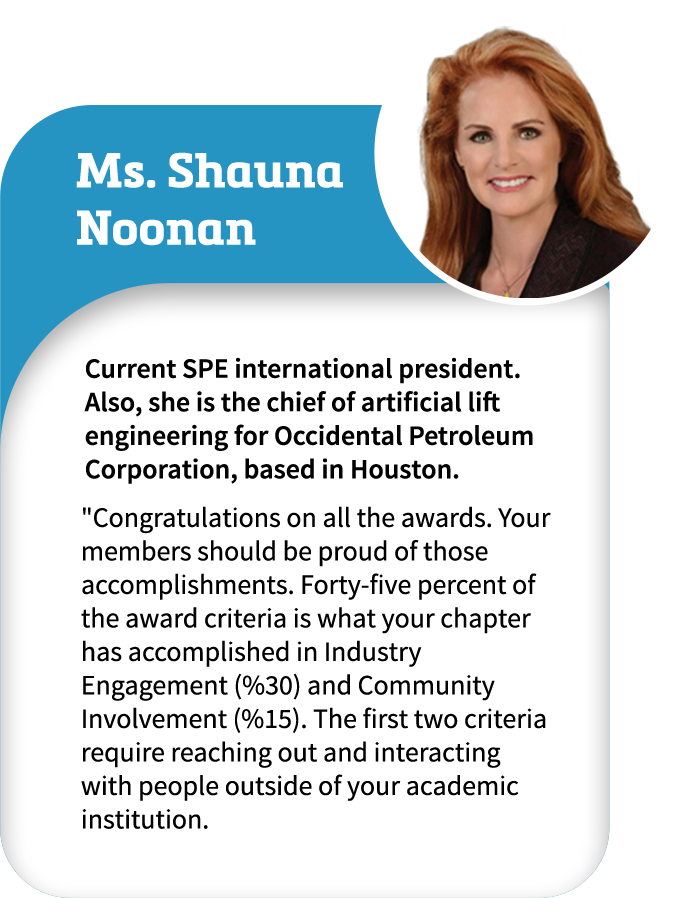 Ms. Shauna
Noonan
Current SPE international president.
Also, she is the chief of artificial lift
engineering for Occidental Petroleum
Corporation, based in Houston.
"Congratulations on all the awards. Your
members should be proud of those
accomplishments. Forty-five percent of
the award criteria is what your chapter
has accomplished in Industry
Engagement (%30) and Community
Involvement (%15). The first two criteria
require reaching out and interacting
with people outside of your academic
institution.